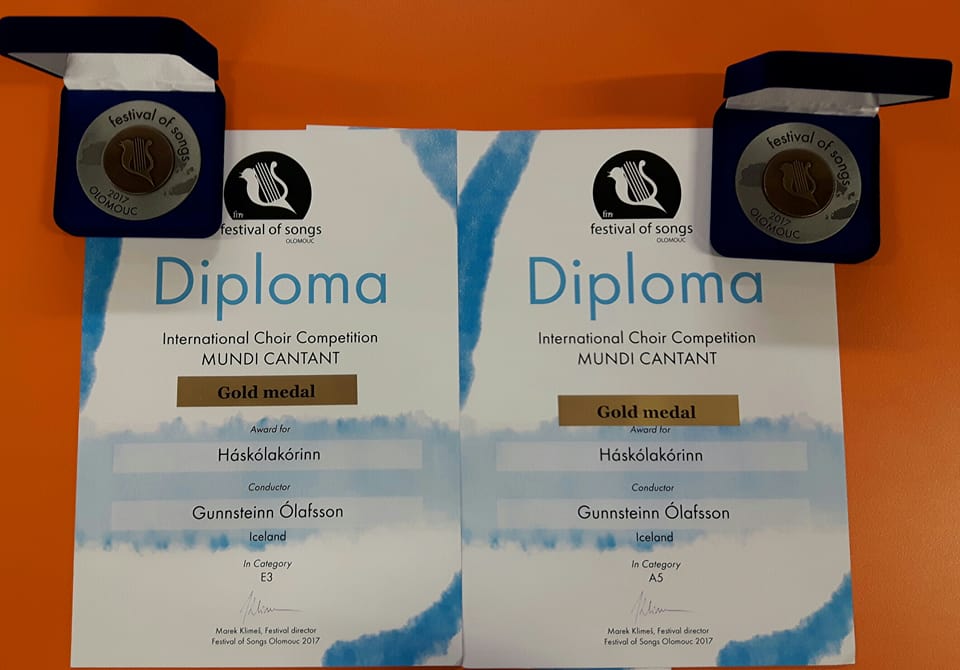 festival of songs
2017
OLOMOUC
fm
festival of songs
OLOMOUC
Diploma
International Choir Competition
MUNDI CANTANT
Gold medal
Award for
Háskólakórinn
Conductor
Gunnsteinn Ólafsson
Iceland
In Category
E3
Marek Klimeš, Festival director
Festival of Songs Olomouc 2017
festival of songs
2017
OLOMOUC
festival of songs
OLOMOUC
Diploma
International Choir Competition
MUNDI CANTANT
Gold medal
Award for
Háskólakórinn
Conductor
Gunnsteinn Ólafsson
Iceland
In Category
A5
Marek Klimeš, Festival director
Festival of Songs Olomouc 2017